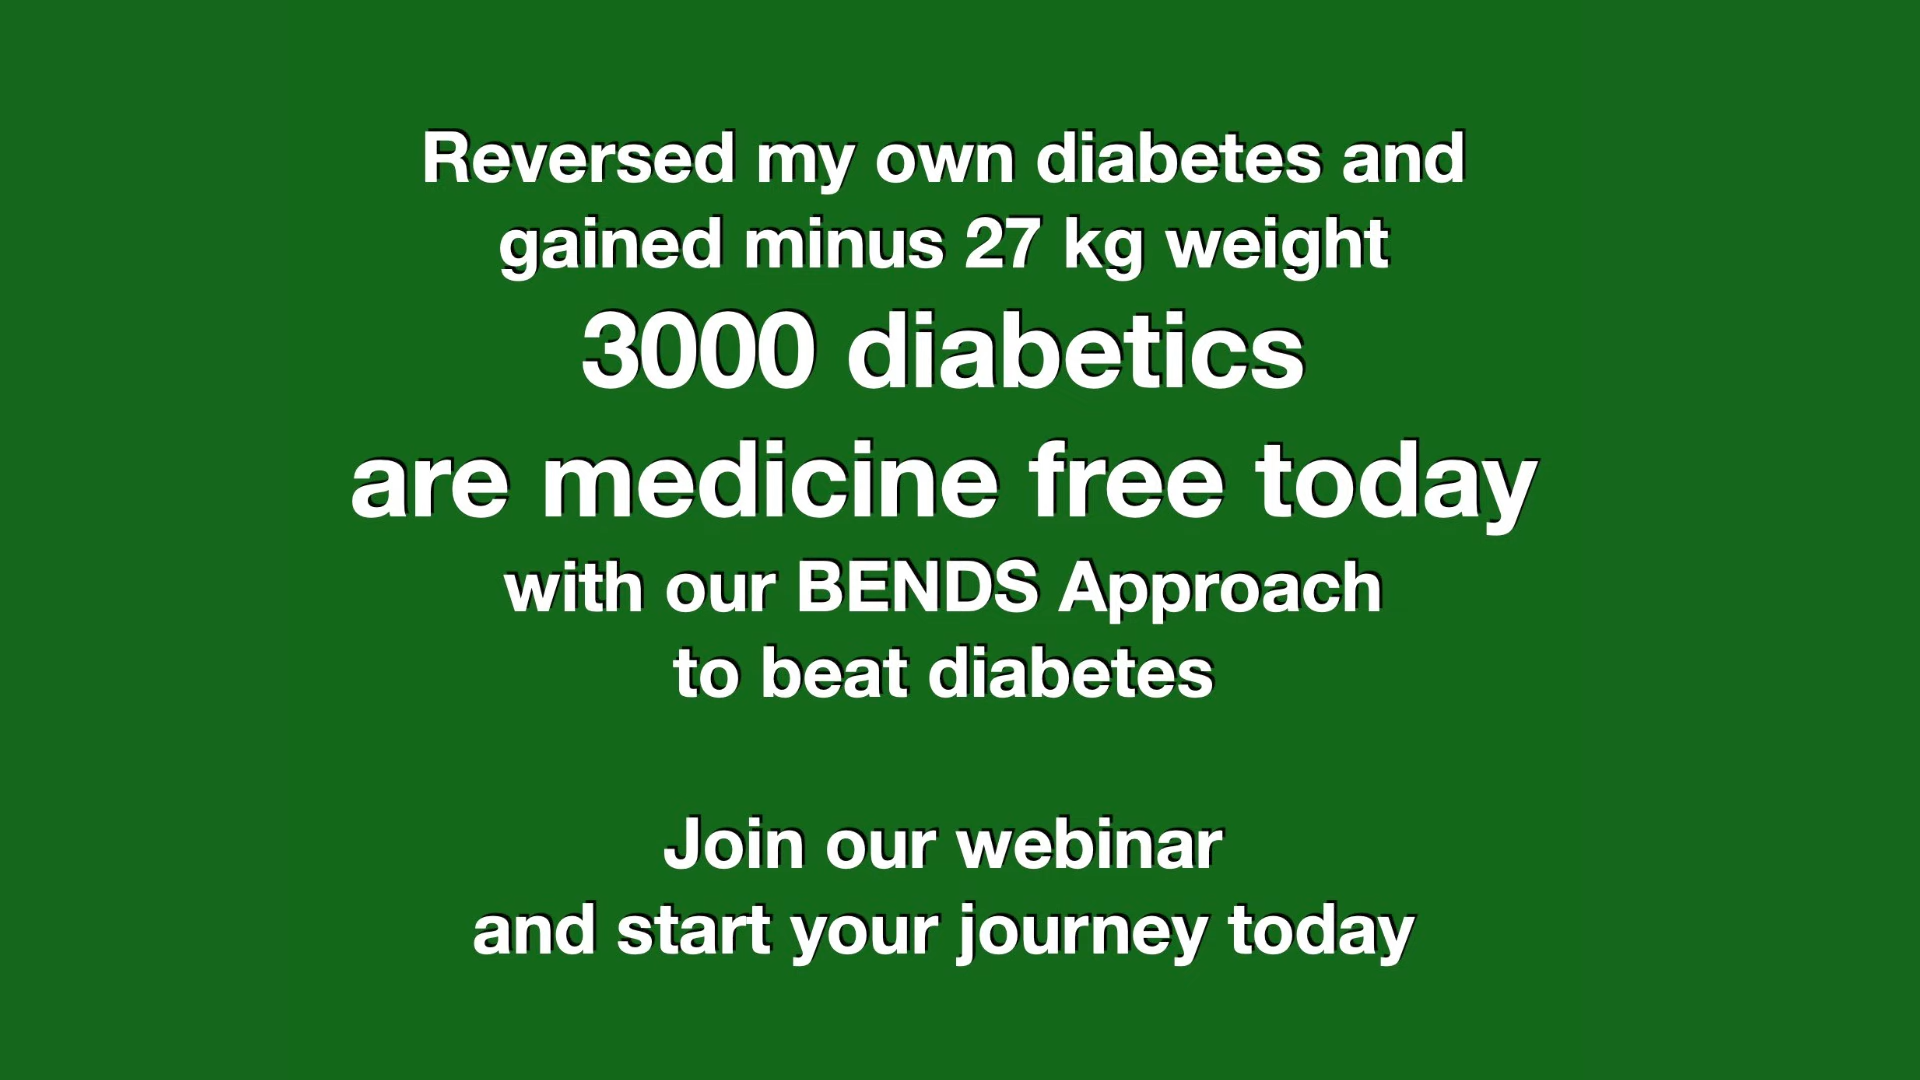 Reversed my own diabetes and
gained minus 27 kg weight
3000 diabetics
are medicine free today
with our BENDS Approach
to beat diabetes
Join our webinar
and start your journey today